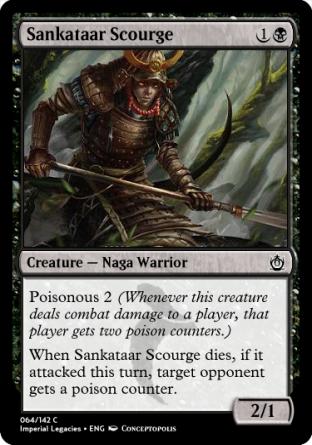 Sankataar Scourge 1
Creature — Naga Warrior
Poisonous 2 (Whenever this creature
deals combat damage to a player, that
player gets two poison counters.)
When Sankataar Scourge dies, if it
attacked this turn, target opponent
gets a poison counter.
2/1
064/142 C
Imperial Legacies • ENG Conceptopolis